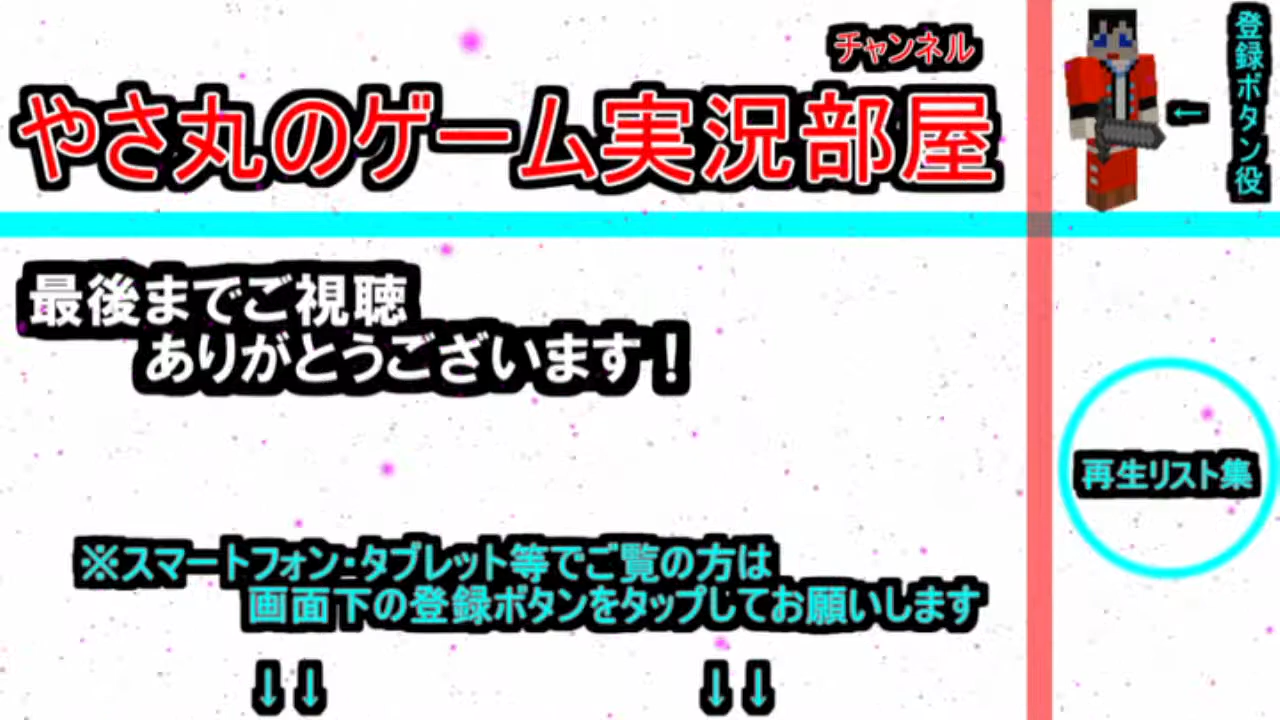 チャンネル
やさ丸のゲーム実況部屋
←
登録ボタン役
最後までご視聴
ありがとうございます！
再生リスト集
※スマートフォン・タブレット等でご覧の方は
画面下の登録ボタンをタップしてお願いします
↓↓ ↓↓